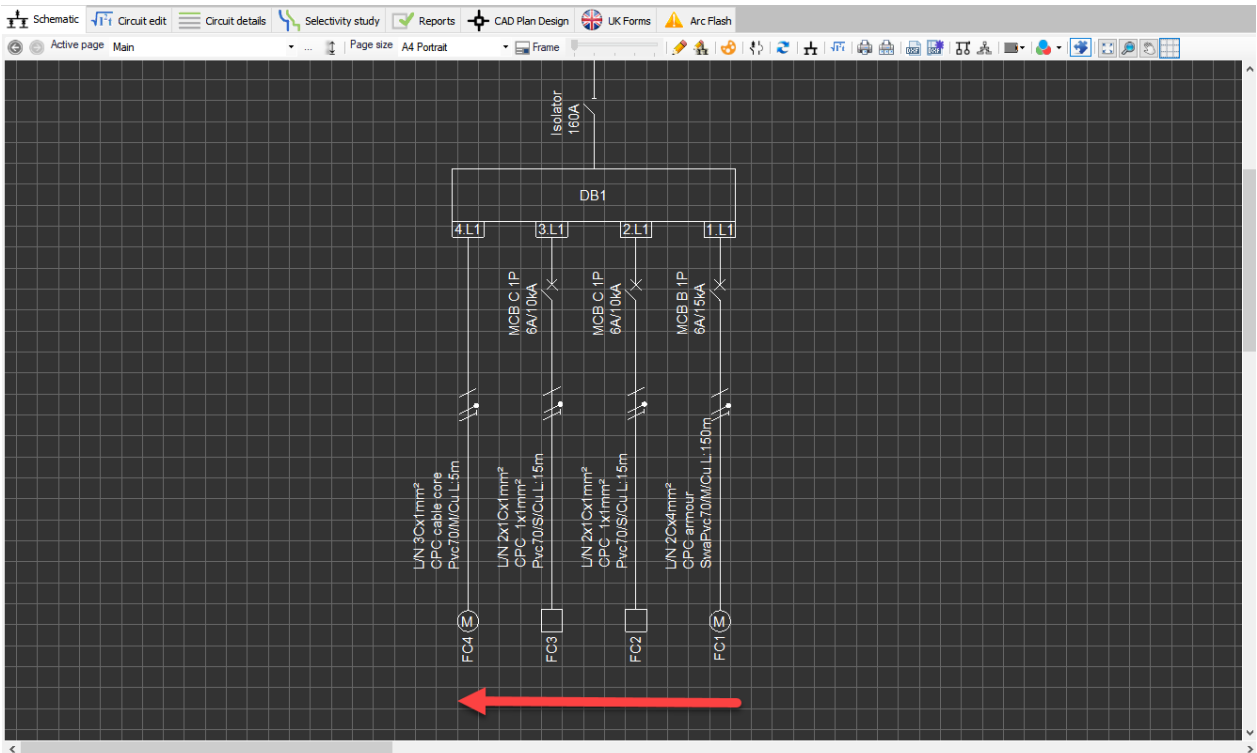 Schematic Circuit edit Circuit details Selectivity study Reports CAD Plan Design UK Forms Arc Flash
Active page Main ... Page size A4 Portrait Frame
Isolator
160A
DB1
4.L1 3.L1 2.L1 1.L1
MCB C 1P
6A/10kA
MCB C 1P
6A/10kA
MCB B 1P
6A/15kA
L/N 3Cx1mm²
CPC cable core
Pvc70/M/Cu L:5m
L/N 2x1Cx1mm²
CPC 1x1mm²
Pvc70/S/Cu L:15m
L/N 2x1Cx1mm²
CPC 1x1mm²
Pvc70/S/Cu L:15m
L/N 2Cx4mm²
CPC armour
SwaPvc70/M/Cu L:150m
M M
FC4 FC3 FC2 FC1